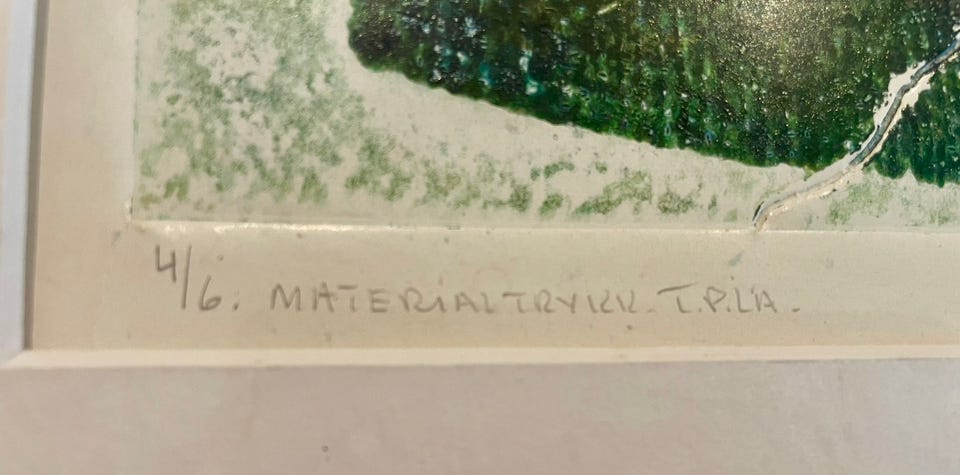 4/6. MATERIALTRYKK. T.P.LA.